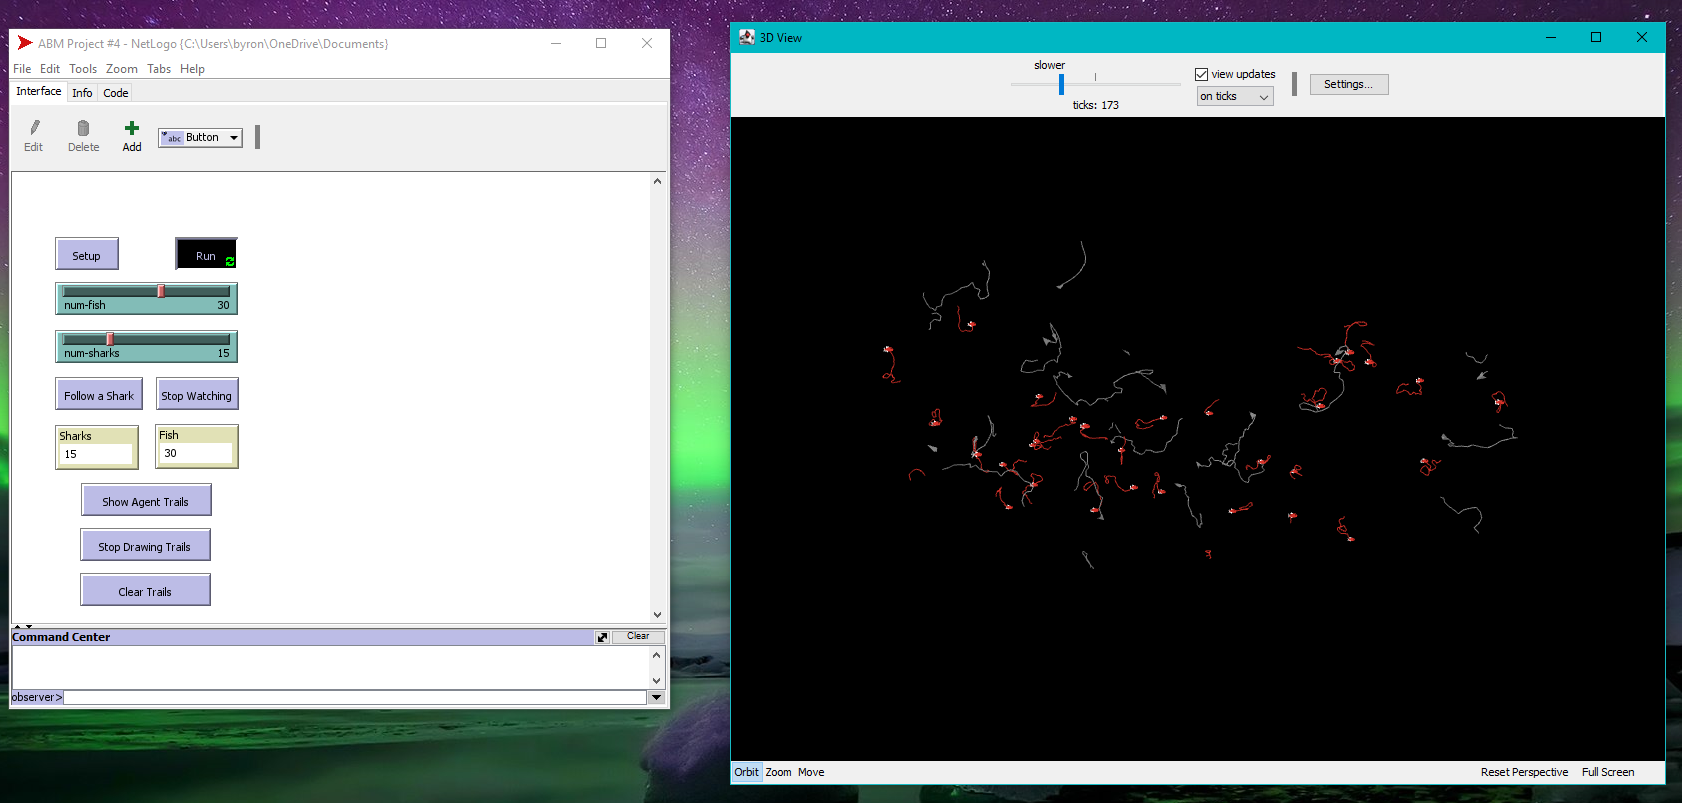 ABM Project #4 - NetLogo {C:\Users\byron\OneDrive\Documents}
File Edit Tools Zoom Tabs Help
Interface Info Code
Edit Delete Add abc Button
Setup Run
num-fish 30
num-sharks 15
Follow a Shark Stop Watching
Sharks Fish
15 30
Show Agent Trails
Stop Drawing Trails
Clear Trails
Command Center Clear
observer>
3D View
slower
view updates
ticks: 173
on ticks
Settings...
Orbit Zoom Move Reset Perspective Full Screen